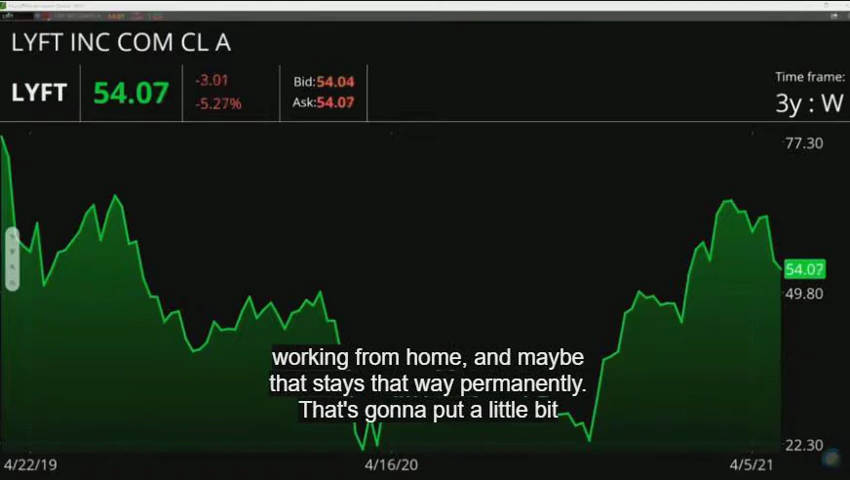 LYFT INC COM CL A
LYFT
54.07
-3.01
-5.27%
Bid:54.04
Ask:54.07
Time frame:
3y : W
77.30
54.07
49.80
22.30
working from home, and maybe
that stays that way permanently.
That's gonna put a little bit
4/22/19
4/16/20
4/5/21